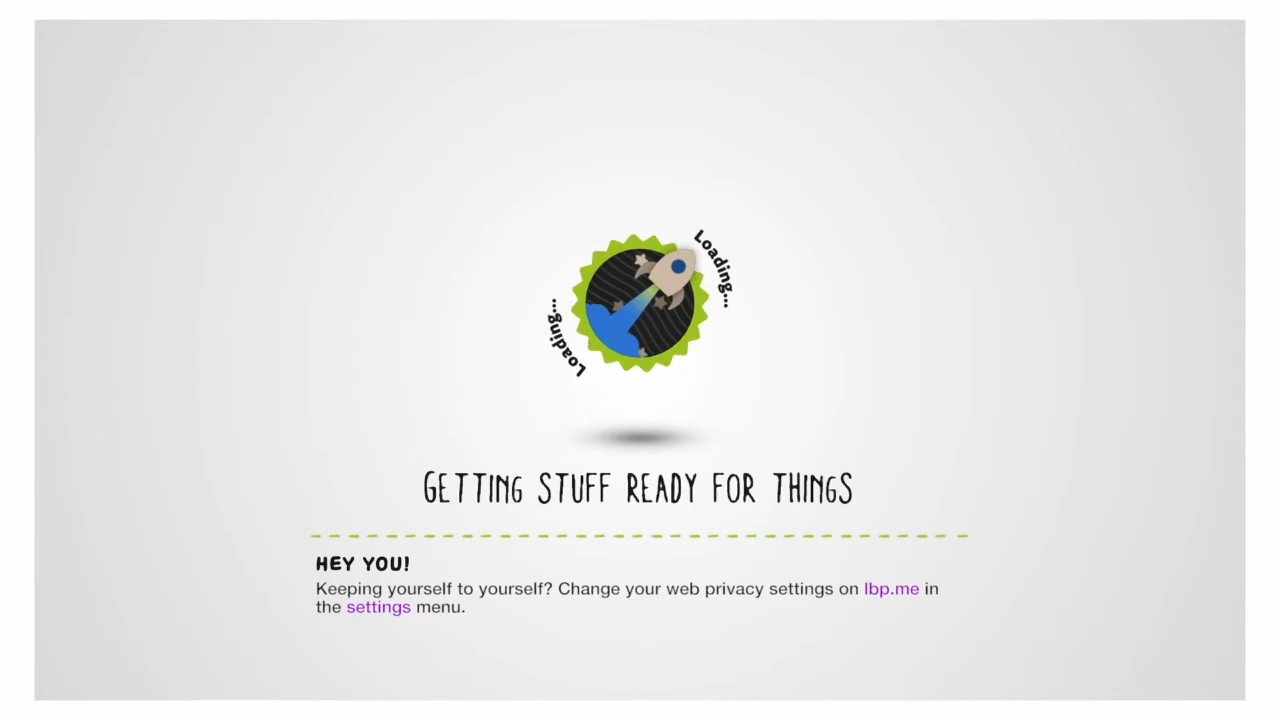 Loading...
Loading...
GETTING STUFF READY FOR THINGS
HEY YOU!
Keeping yourself to yourself? Change your web privacy settings on lbp.me in
the settings menu.